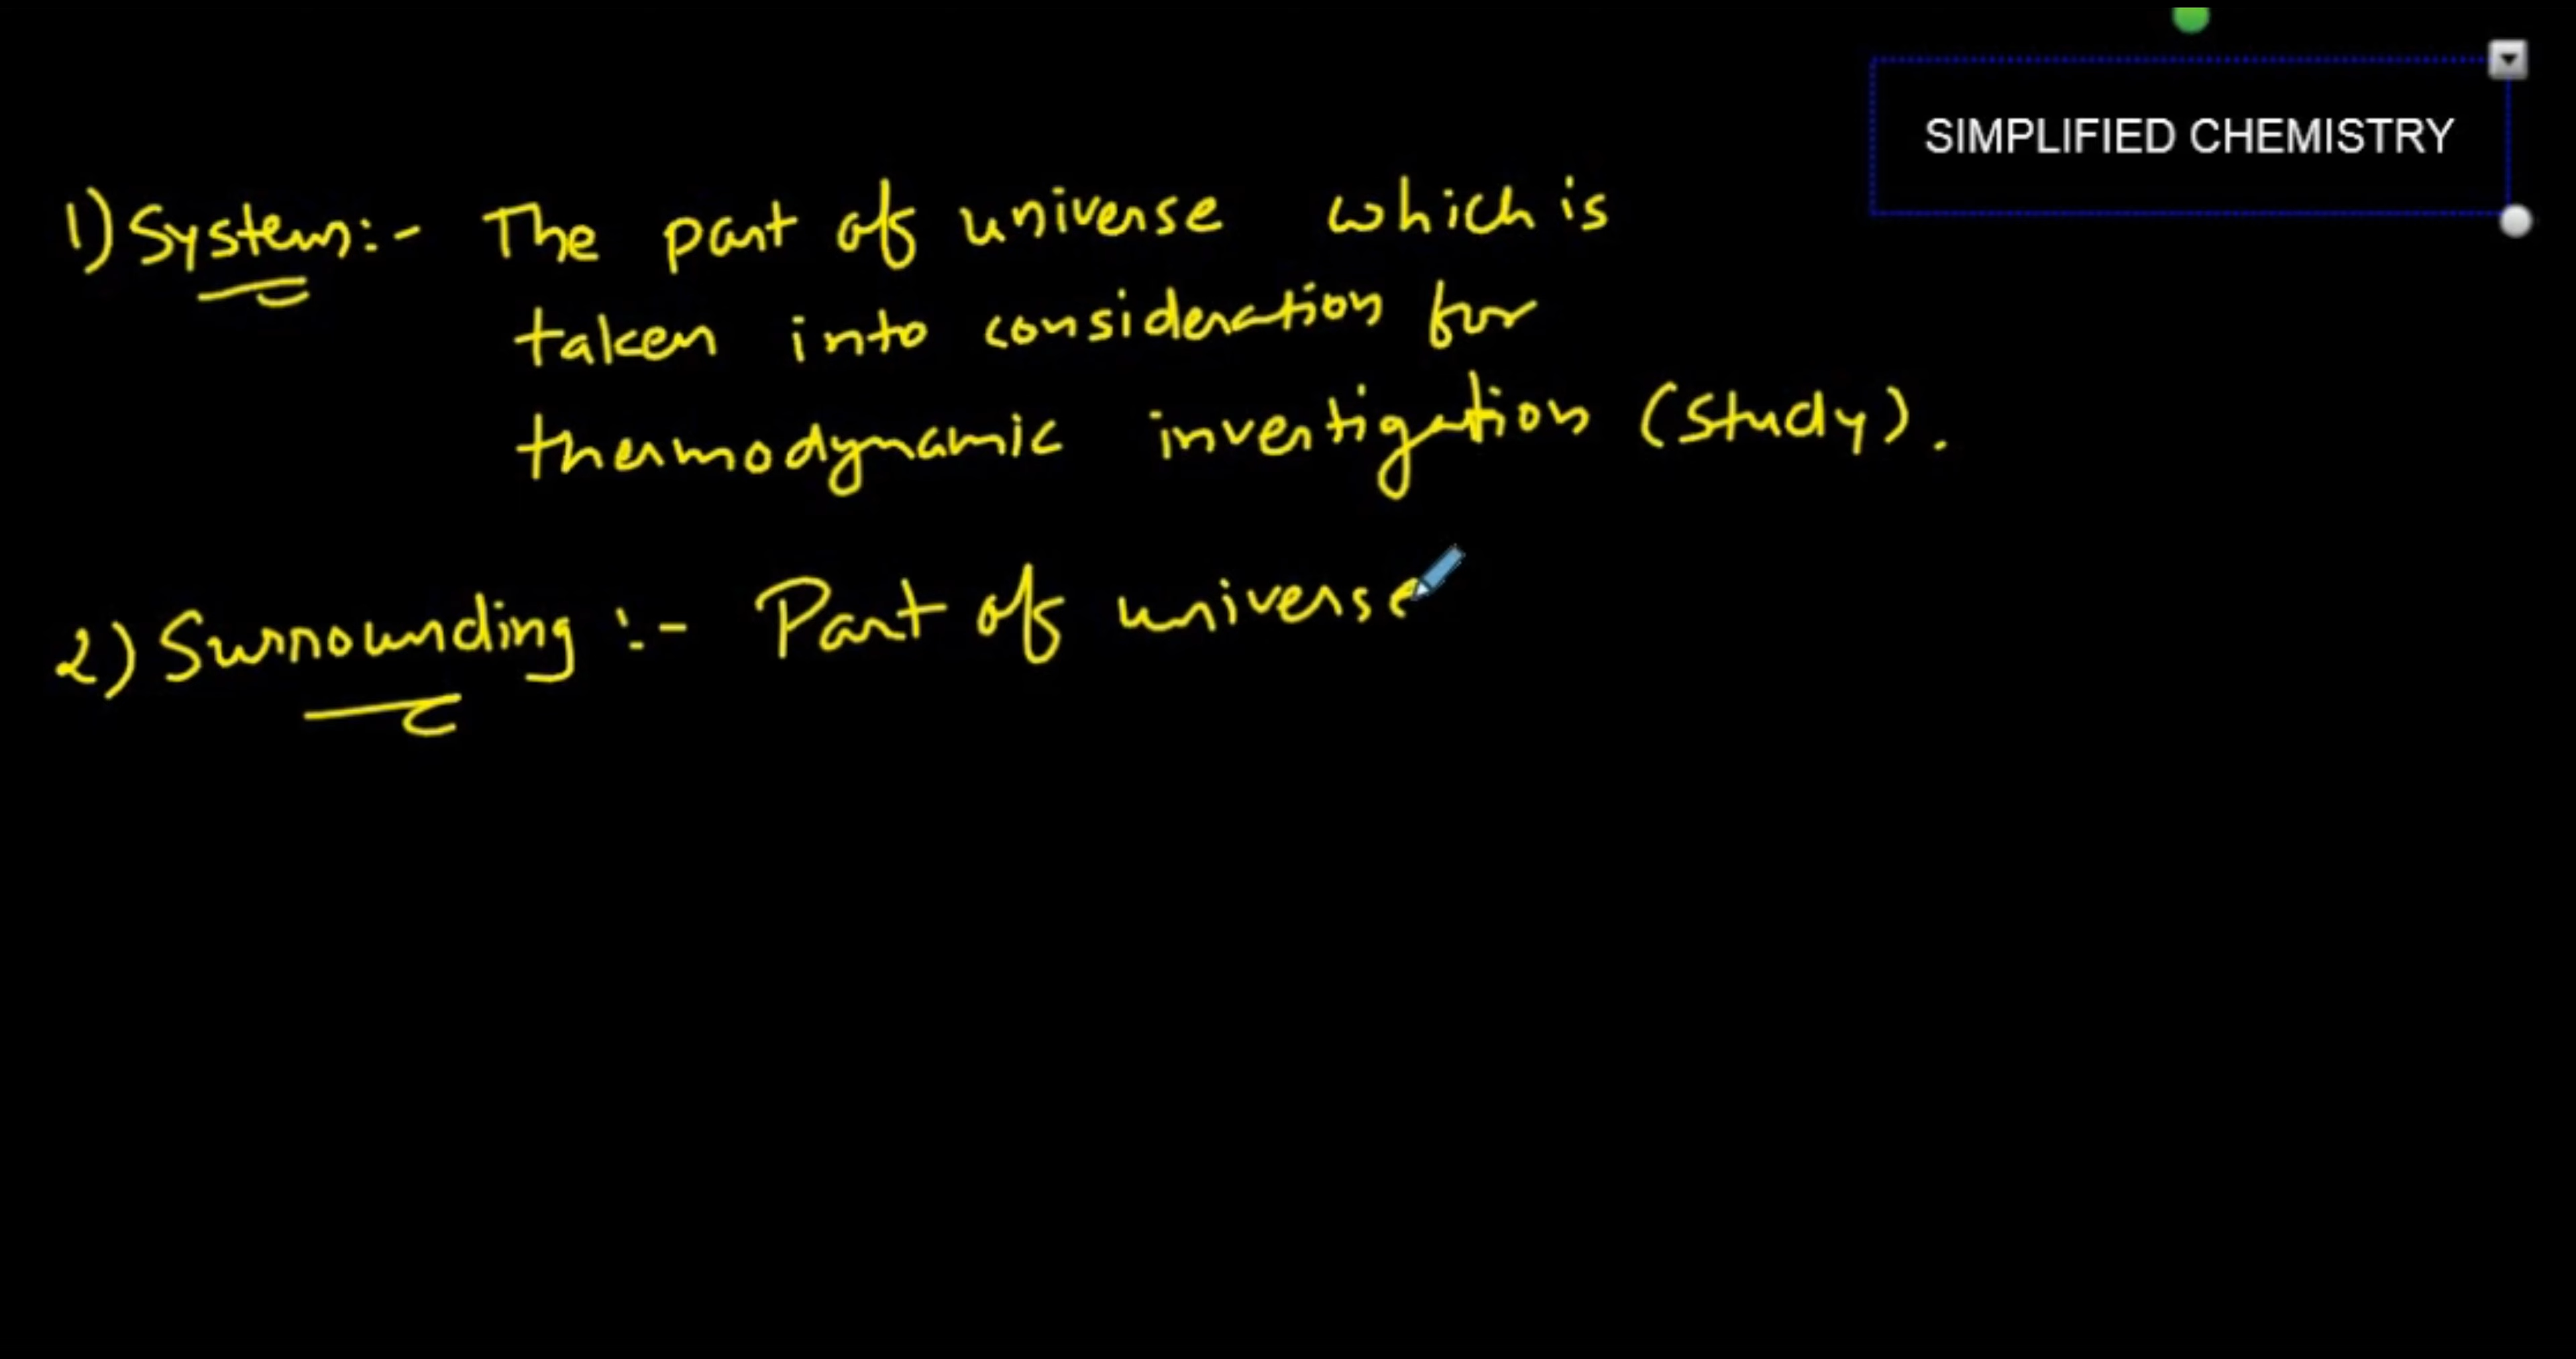 SIMPLIFIED CHEMISTRY
1) System :- The part of universe which is
taken into consideration for
thermodynamic investigation (study).
2) Surrounding :- Part of universe